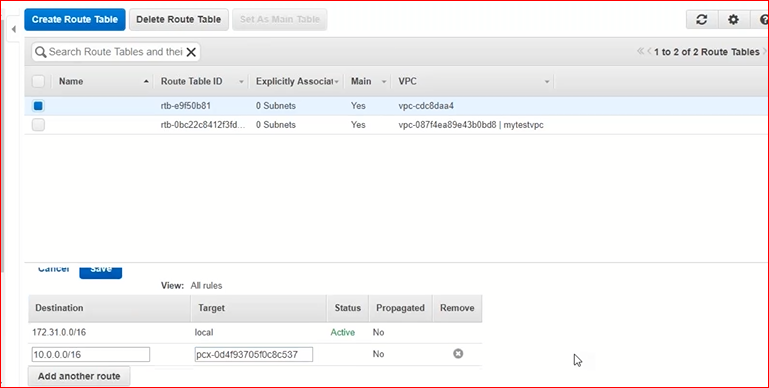 Create Route Table Delete Route Table Set As Main Table
Search Route Tables and thei X 1 to 2 of 2 Route Tables
Name Route Table ID Explicitly Associat Main VPC
rtb-e9f50b81 0 Subnets Yes vpc-cdc8daa4
rtb-0bc22c8412f3fd... 0 Subnets Yes vpc-087f4ea89e43b0bd8 | mytestvpc
Cancel Save
View: All rules
Destination Target Status Propagated Remove
172.31.0.0/16 local Active No
10.0.0.0/16 pcx-0d4f93705f0c8c537 No
Add another route